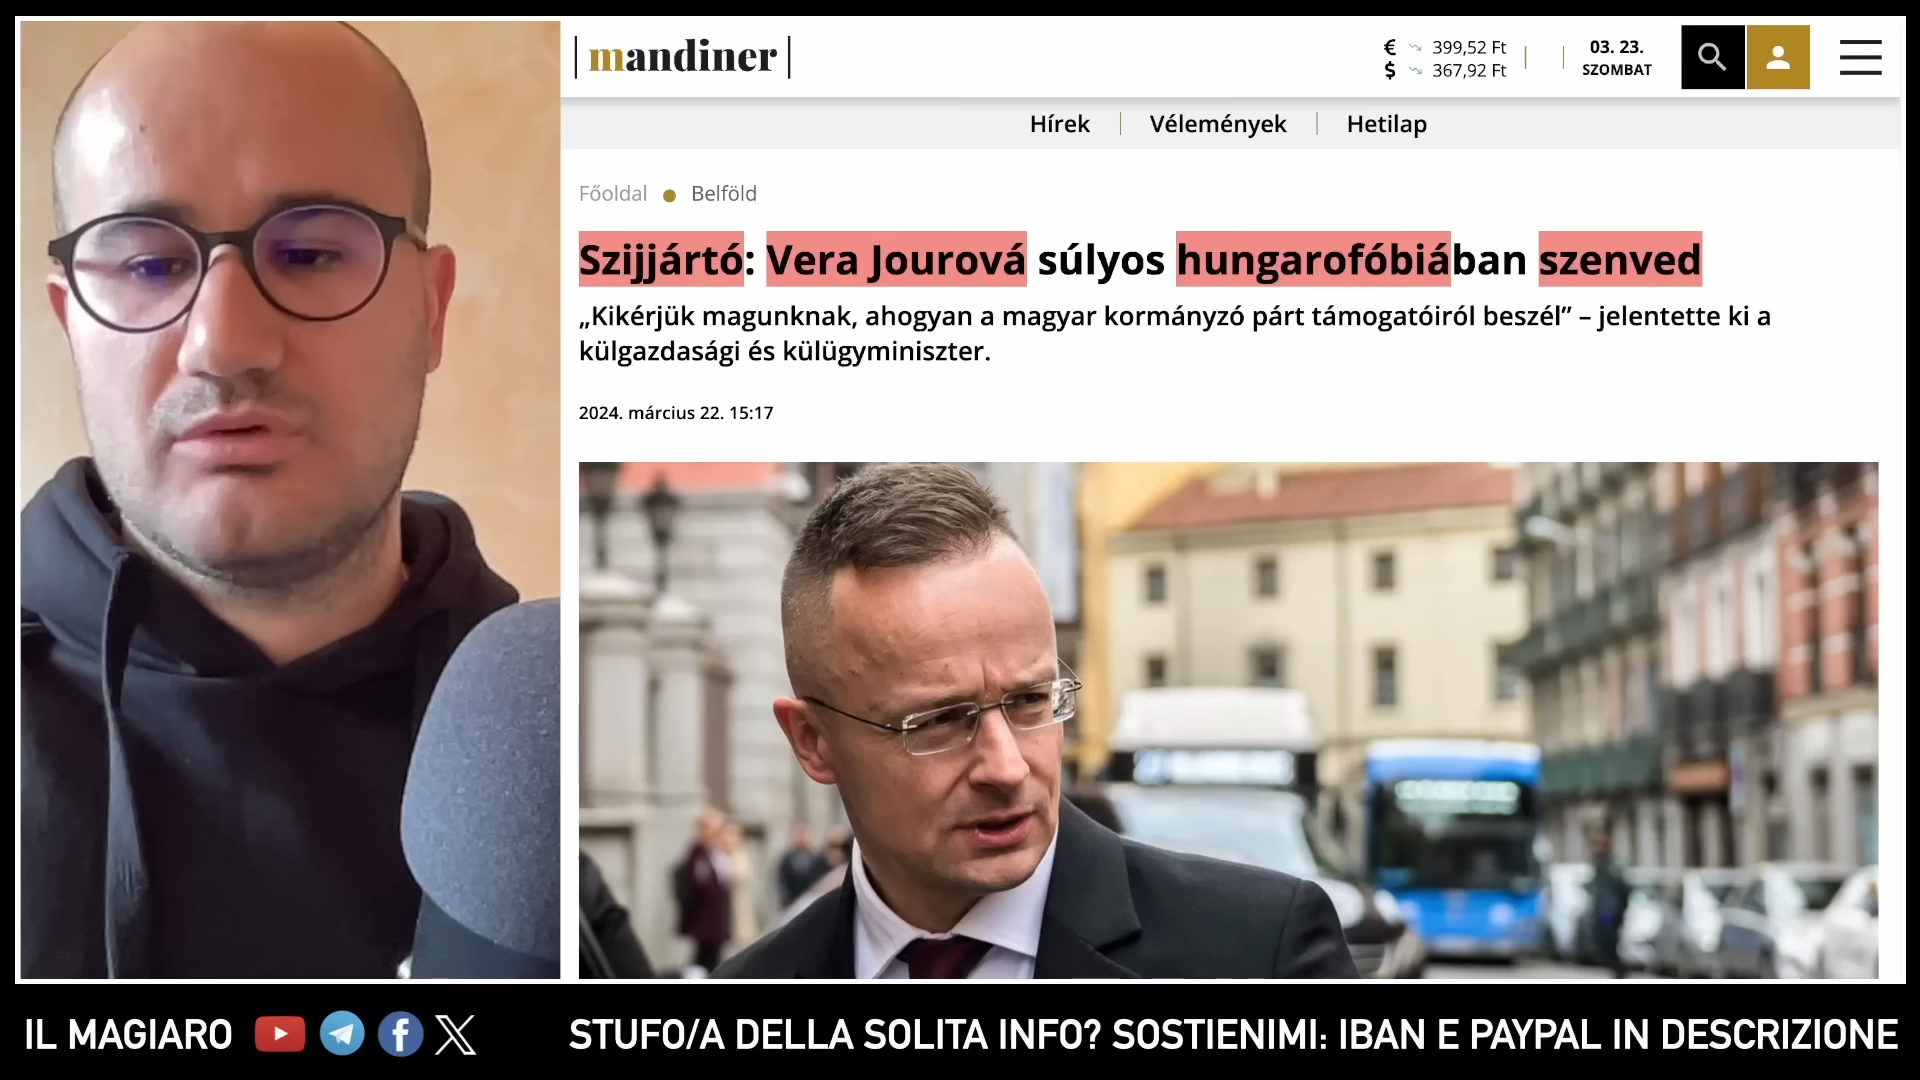 mandiner
€ 399,52 Ft
$ 367,92 Ft
03. 23.
SZOMBAT
Hírek
Vélemények
Hetilap
Főoldal
Belföld
Szijjártó: Vera Jourová súlyos hungarofóbiában szenved
„Kikérjük magunknak, ahogyan a magyar kormányzó párt támogatóiról beszél” – jelentette ki a
külgazdasági és külügyminiszter.
2024. március 22. 15:17
IL MAGIARO
STUFO/A DELLA SOLITA INFO? SOSTIENIMI: IBAN E PAYPAL IN DESCRIZIONE